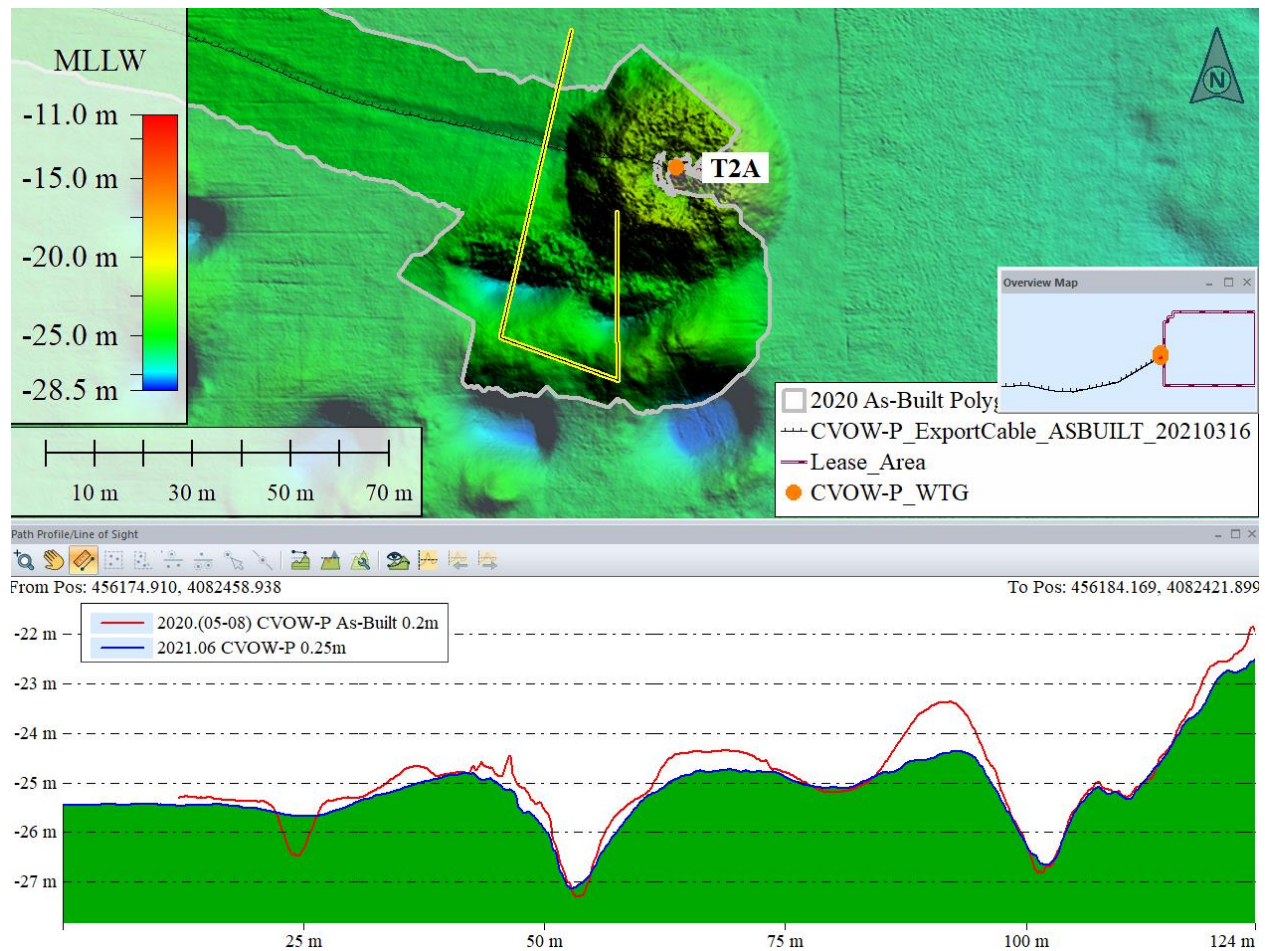 MLLW
-11.0 m
-15.0 m
-20.0 m
-25.0 m
-28.5 m
10 m 30 m 50 m 70 m
T2A
N
Overview Map
2020 As-Built Polyg
CVOW-P_ExportCable_ASBUILT_20210316
Lease_Area
CVOW-P_WTG
Path Profile/Line of Sight
From Pos: 456174.910, 4082458.938 To Pos: 456184.169, 4082421.899
2020.(05-08) CVOW-P As-Built 0.2m
2021.06 CVOW-P 0.25m
-22 m
-23 m
-24 m
-25 m
-26 m
-27 m
25 m 50 m 75 m 100 m 124 m